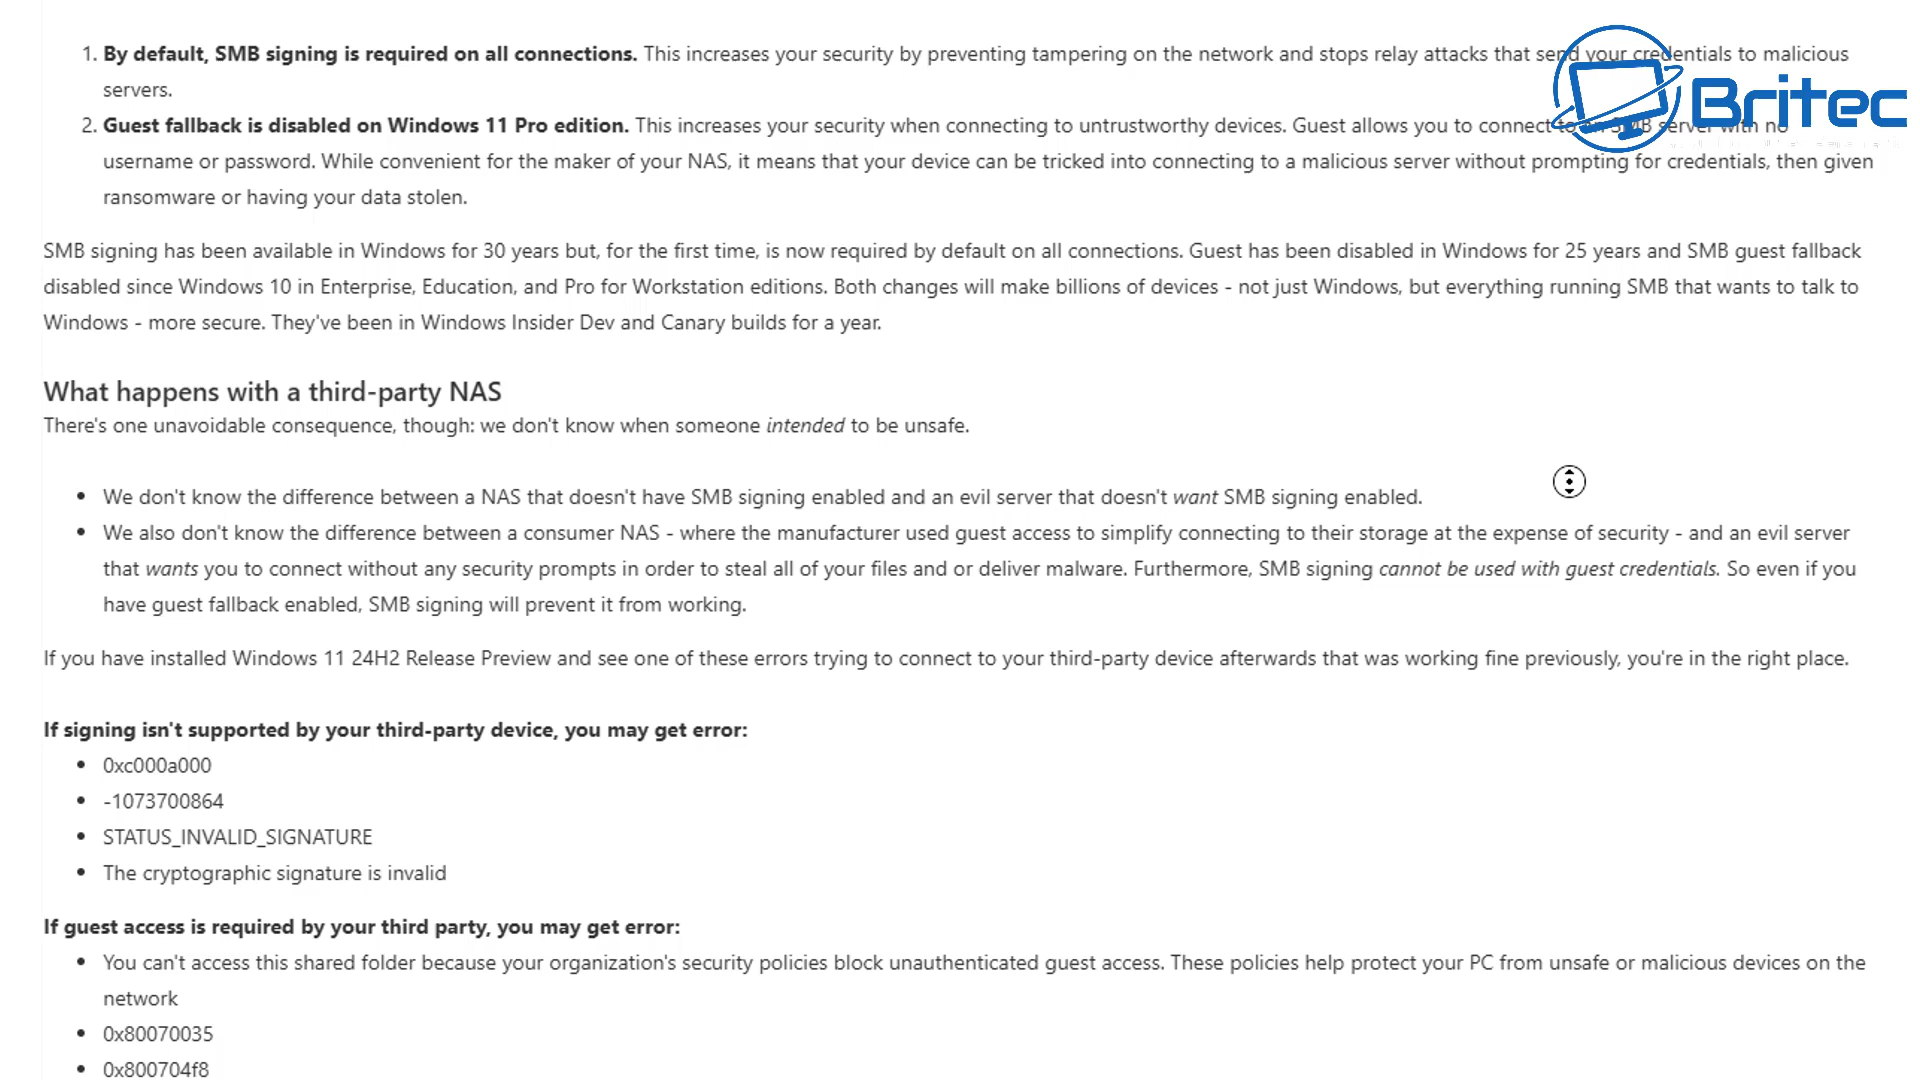 1. By default, SMB signing is required on all connections. This increases your security by preventing tampering on the network and stops relay attacks that send your credentials to malicious
servers.
2. Guest fallback is disabled on Windows 11 Pro edition. This increases your security when connecting to untrustworthy devices. Guest allows you to connect to an SMB server with no
username or password. While convenient for the maker of your NAS, it means that your device can be tricked into connecting to a malicious server without prompting for credentials, then given
ransomware or having your data stolen.
Britec
SMB signing has been available in Windows for 30 years but, for the first time, is now required by default on all connections. Guest has been disabled in Windows for 25 years and SMB guest fallback
disabled since Windows 10 in Enterprise, Education, and Pro for Workstation editions. Both changes will make billions of devices - not just Windows, but everything running SMB that wants to talk to
Windows - more secure. They've been in Windows Insider Dev and Canary builds for a year.
What happens with a third-party NAS
There's one unavoidable consequence, though: we don't know when someone intended to be unsafe.
• We don't know the difference between a NAS that doesn't have SMB signing enabled and an evil server that doesn't want SMB signing enabled.
• We also don't know the difference between a consumer NAS - where the manufacturer used guest access to simplify connecting to their storage at the expense of security - and an evil server
that wants you to connect without any security prompts in order to steal all of your files and or deliver malware. Furthermore, SMB signing cannot be used with guest credentials. So even if you
have guest fallback enabled, SMB signing will prevent it from working.
If you have installed Windows 11 24H2 Release Preview and see one of these errors trying to connect to your third-party device afterwards that was working fine previously, you're in the right place.
If signing isn't supported by your third-party device, you may get error:
• 0xc000a000
• -1073700864
• STATUS_INVALID_SIGNATURE
• The cryptographic signature is invalid
If guest access is required by your third party, you may get error:
• You can't access this shared folder because your organization's security policies block unauthenticated guest access. These policies help protect your PC from unsafe or malicious devices on the
network
• 0x80070035
• 0x800704f8